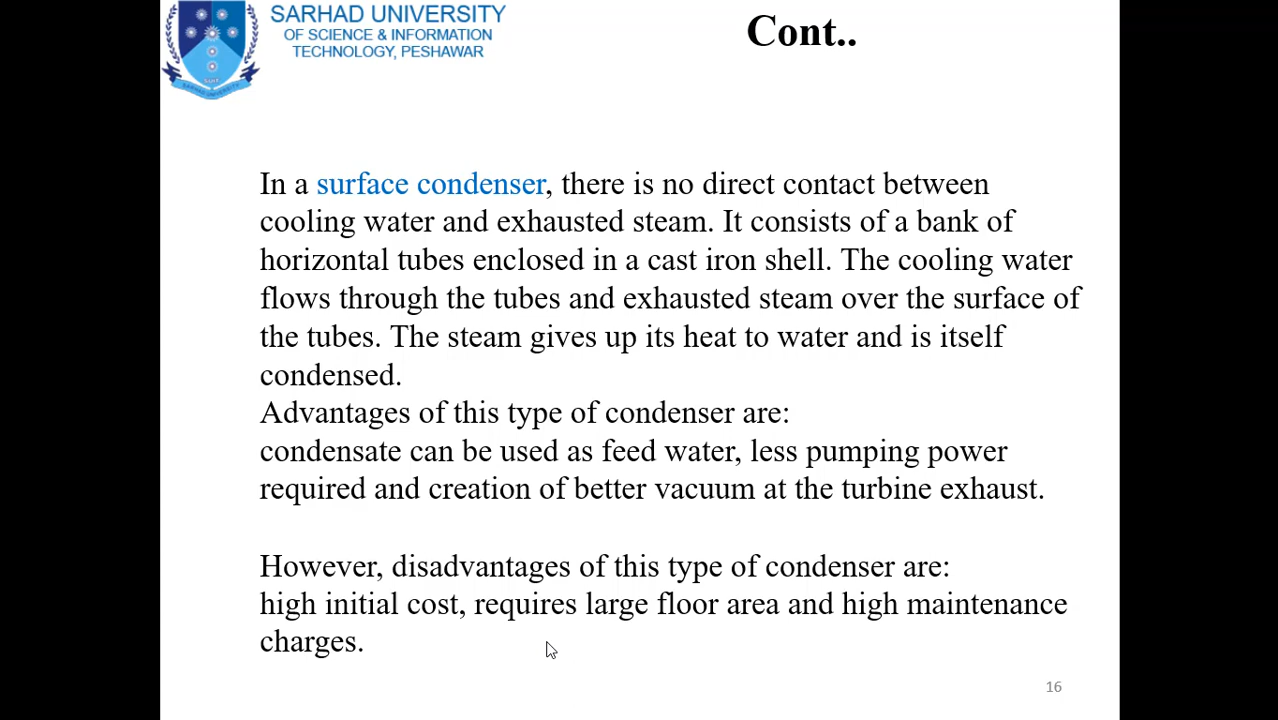 SARHAD UNIVERSITY
OF SCIENCE & INFORMATION
TECHNOLOGY, PESHAWAR
Cont..
SARHAD UNIVERSITY
In a surface condenser, there is no direct contact between
cooling water and exhausted steam. It consists of a bank of
horizontal tubes enclosed in a cast iron shell. The cooling water
flows through the tubes and exhausted steam over the surface of
the tubes. The steam gives up its heat to water and is itself
condensed.
Advantages of this type of condenser are:
condensate can be used as feed water, less pumping power
required and creation of better vacuum at the turbine exhaust.
However, disadvantages of this type of condenser are:
high initial cost, requires large floor area and high maintenance
charges.
16